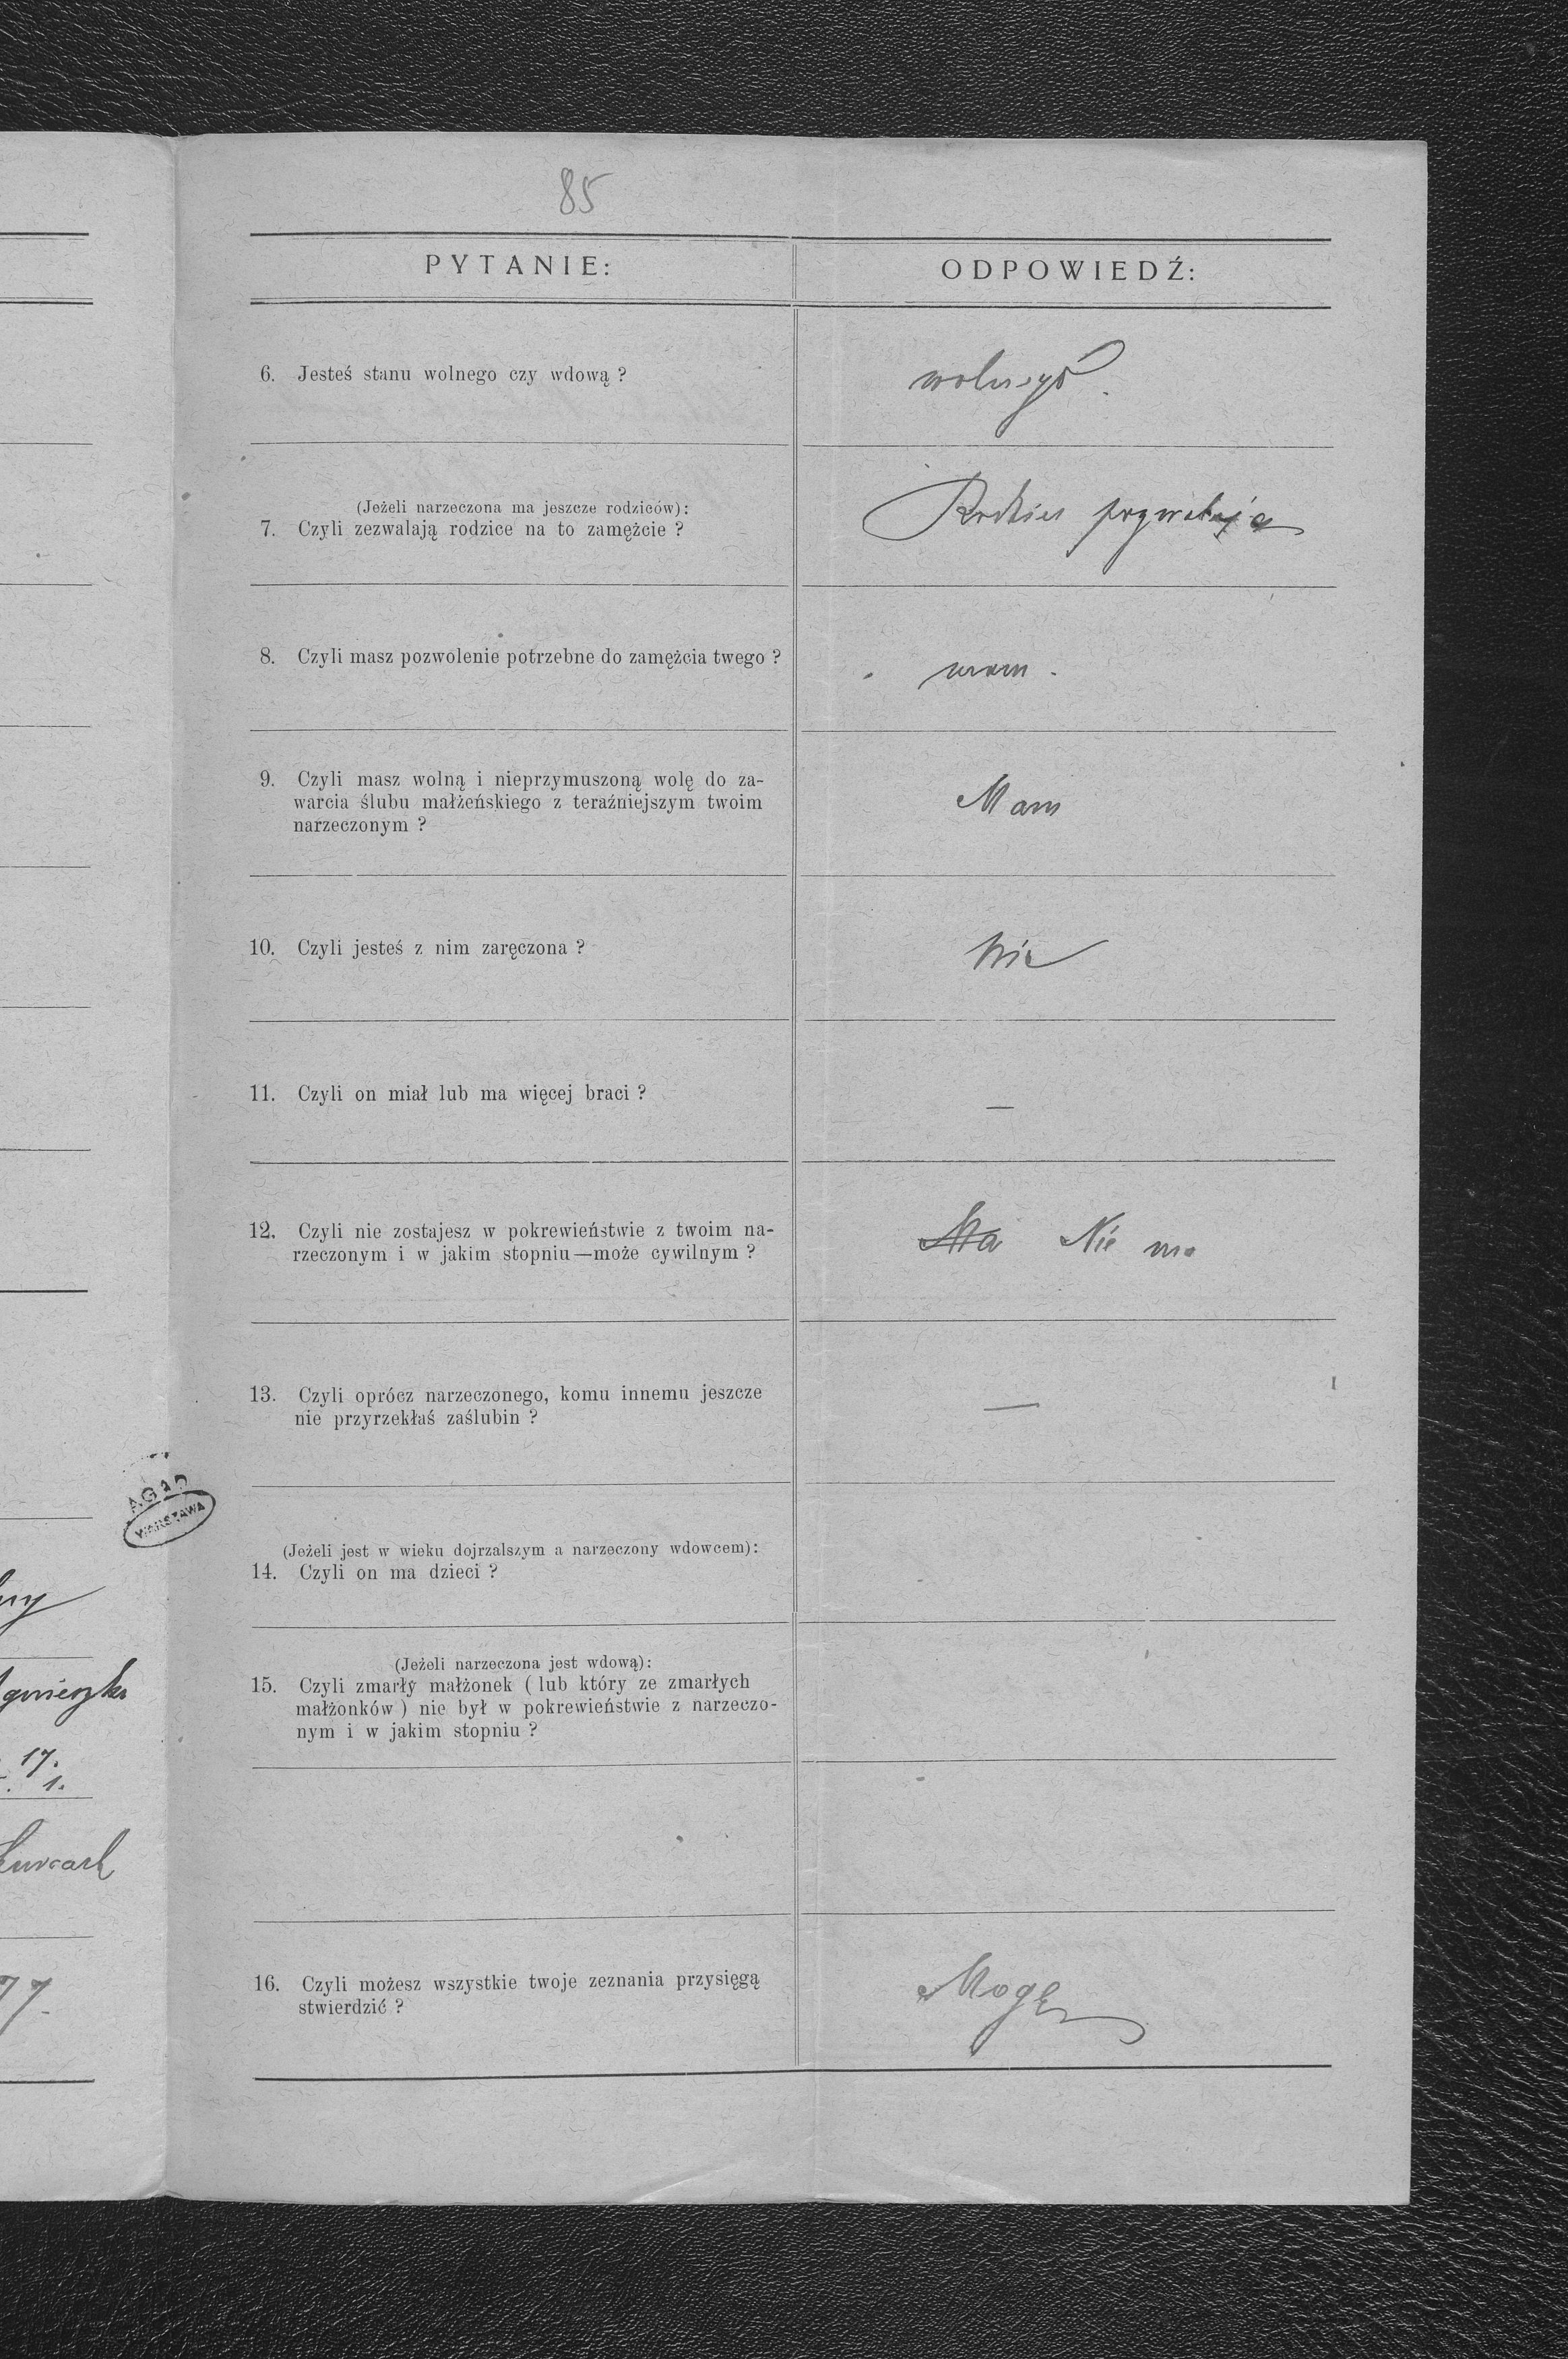 85
PYTANIE:
ODPOWIEDŹ:
6. Jesteś stanu wolnego czy wdową ?
wolnego.
(Jeżeli narzeczona ma jeszcze rodziców):
7. Czyli zezwalają rodzice na to zamężcie ?
Rodzice
8. Czyli masz pozwolenie potrzebne do zamężcia twego ?
mam.
9. Czyli masz wolną i nieprzymuszoną wolę do za-
warcia ślubu małżeńskiego z teraźniejszym twoim
narzeczonym ?
Mam
10. Czyli jesteś z nim zaręczona ?
Nie
11. Czyli on miał lub ma więcej braci ?
—
12. Czyli nie zostajesz w pokrewieństwie z twoim na-
rzeczonym i w jakim stopniu—może cywilnym ?
Nie ma
13. Czyli oprócz narzeczonego, komu innemu jeszcze
nie przyrzekłaś zaślubin ?
—
(Jeżeli jest w wieku dojrzalszym a narzeczony wdowcem):
14. Czyli on ma dzieci ?
(Jeżeli narzeczona jest wdową):
15. Czyli zmarły małżonek ( lub który ze zmarłych
małżonków ) nie był w pokrewieństwie z narzeczo-
nym i w jakim stopniu ?
16. Czyli możesz wszystkie twoje zeznania przysięgą
stwierdzić ?
Mogę
AGAD
WARSZAWA
17.
1.
77